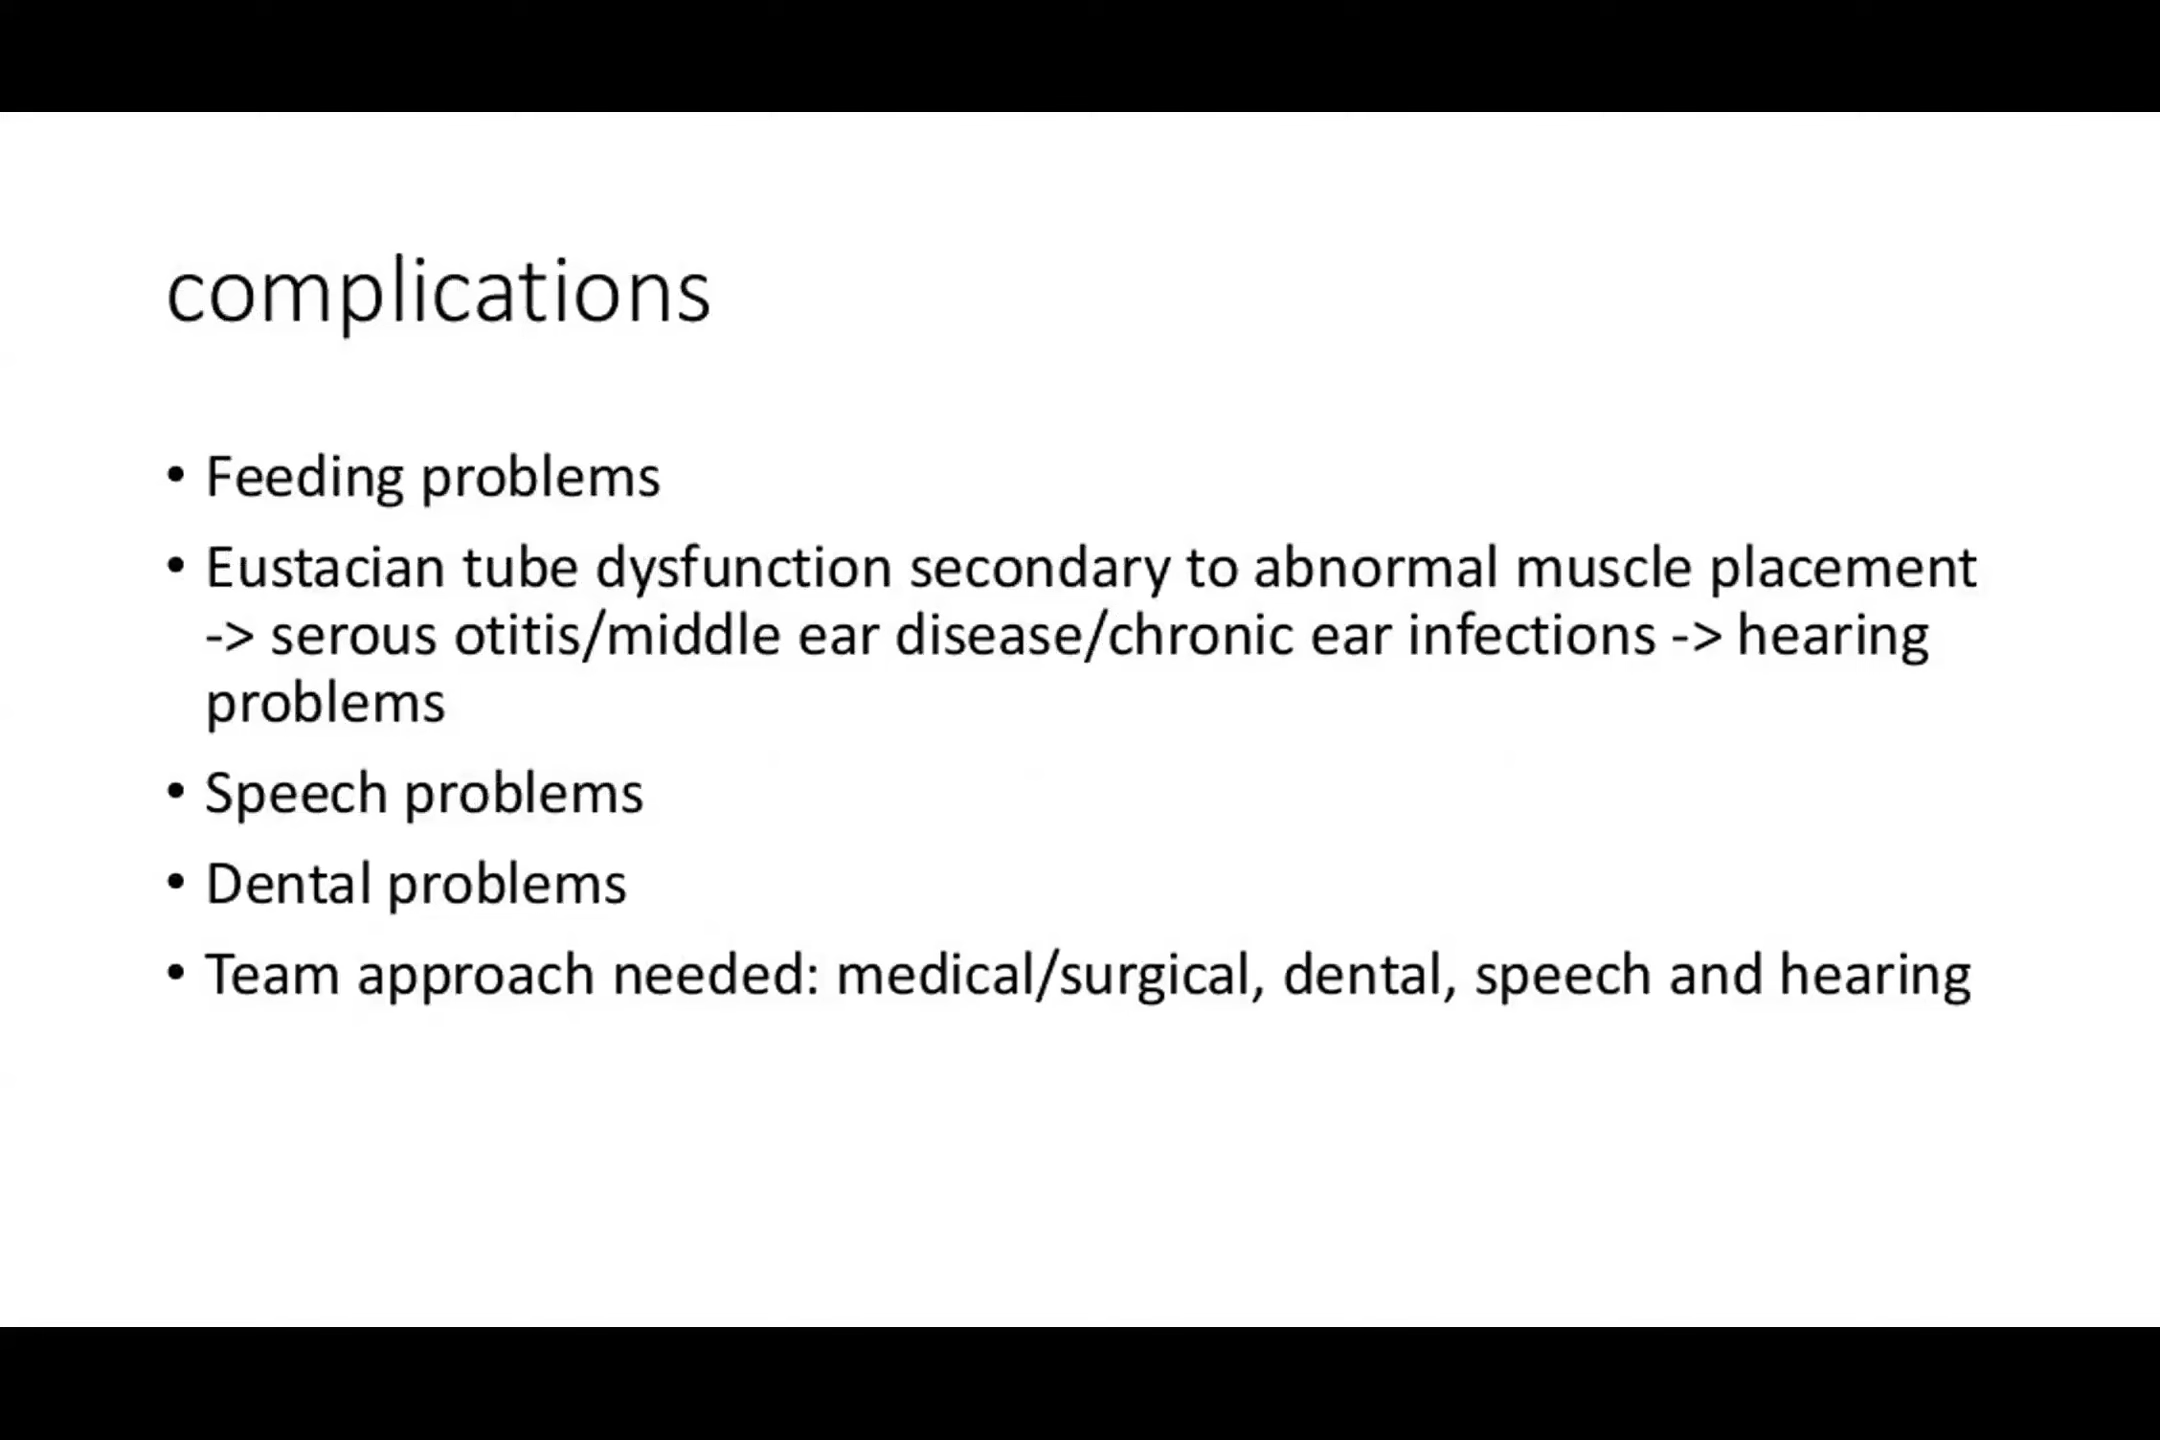 complications
• Feeding problems
• Eustacian tube dysfunction secondary to abnormal muscle placement
-> serous otitis/middle ear disease/chronic ear infections -> hearing
problems
• Speech problems
• Dental problems
• Team approach needed: medical/surgical, dental, speech and hearing